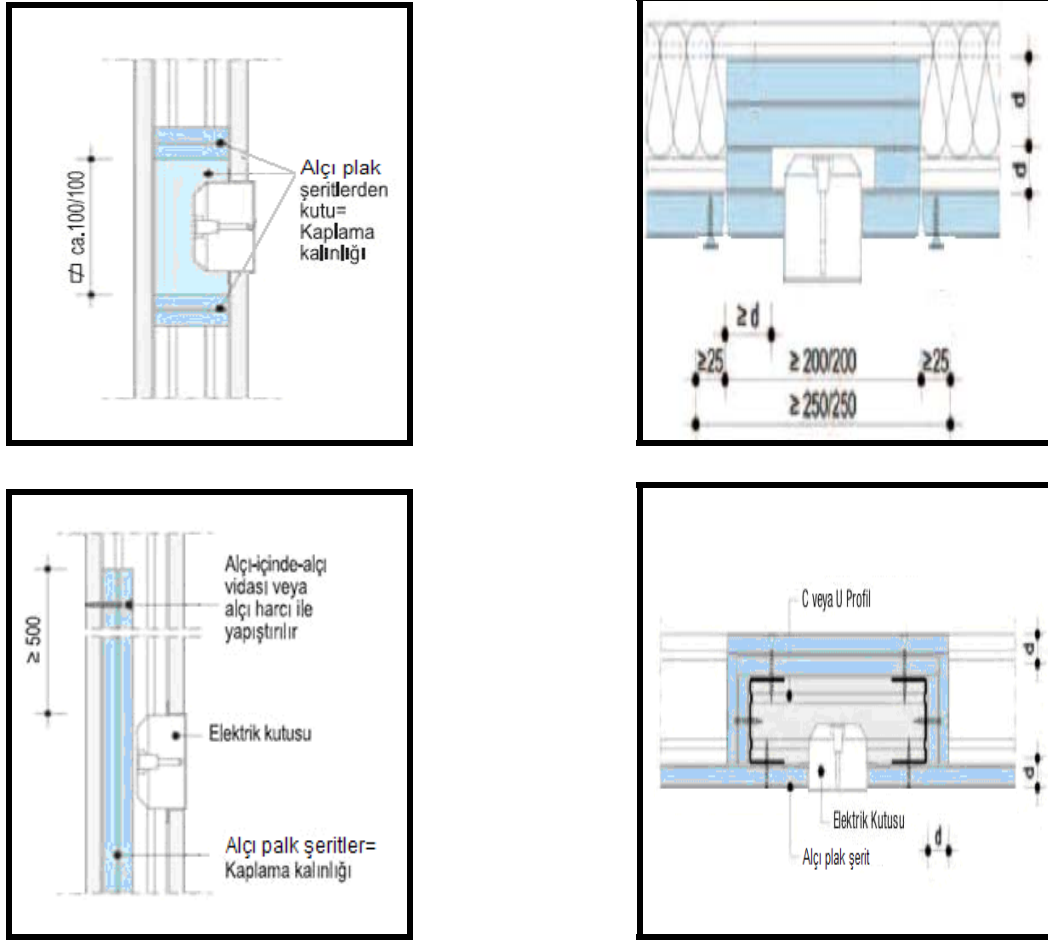 ca.100/100
Alçı plak
şeritlerden
kutu=
Kaplama
kalınlığı
d
d
≥ d
≥25
≥ 200/200
≥25
≥ 250/250
≥ 500
Alçı-içinde-alçı
vidası veya
alçı harcı ile
yapıştırılır
Elektrik kutusu
Alçı palk şeritler=
Kaplama kalınlığı
C veya U Profil
d
d
Elektrik Kutusu
Alçı plak şerit
d